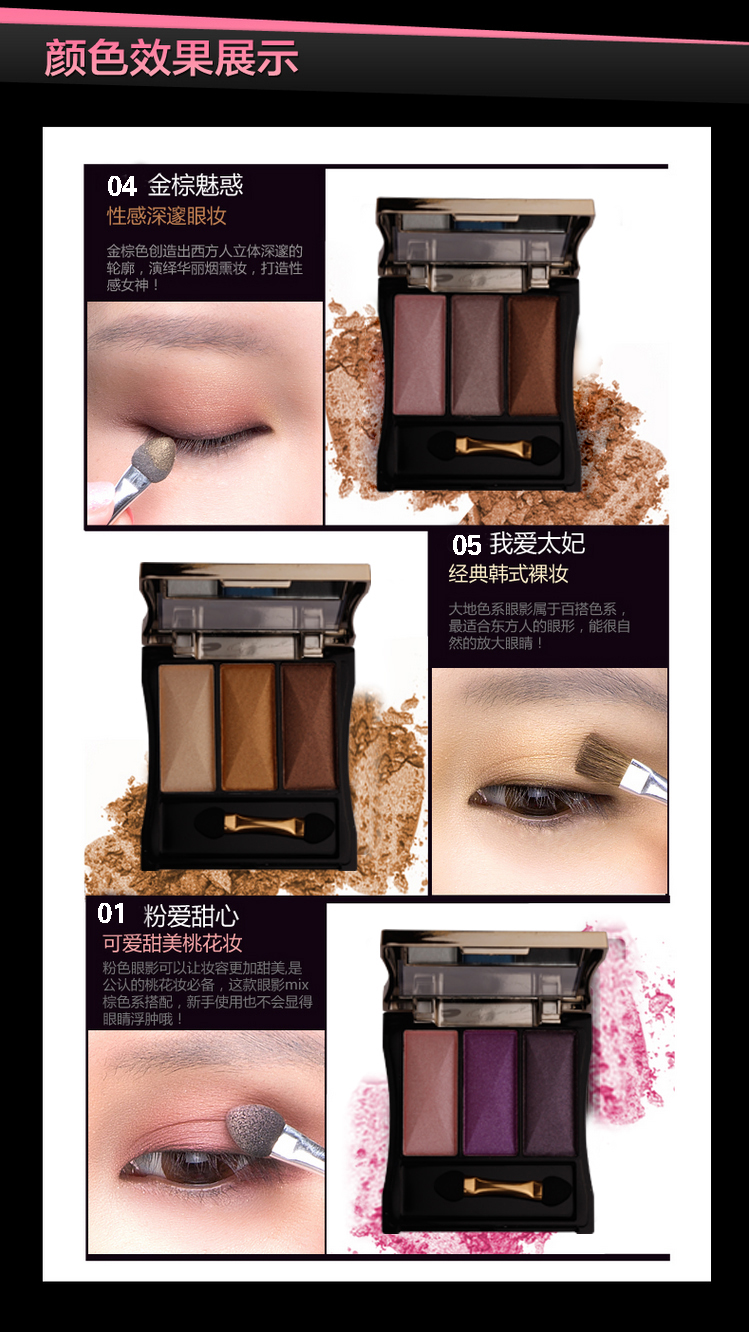 颜色效果展示
04 金棕魅惑
性感深邃眼妆
金棕色创造出西方人立体深邃的
轮廓，演绎华丽烟熏妆，打造性
感女神！
05 我爱太妃
经典韩式裸妆
大地色系眼影属于百搭色系，
最适合东方人的眼形，能很自
然的放大眼睛！
01 粉爱甜心
可爱甜美桃花妆
粉色眼影可以让妆容更加甜美,是
公认的桃花妆必备，这款眼影mix
棕色系搭配，新手使用也不会显得
眼睛浮肿哦！